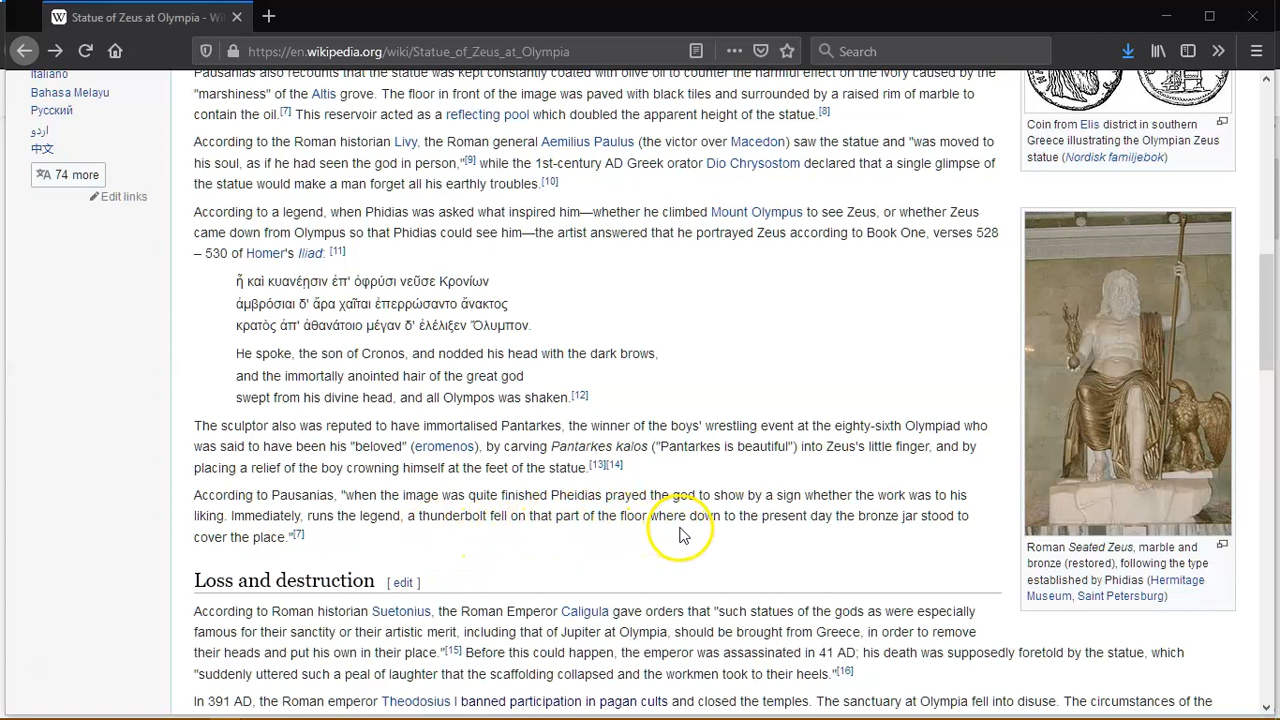 Statue of Zeus at Olympia - Wi
https://en.wikipedia.org/wiki/Statue_of_Zeus_at_Olympia
Search
Italiano
Bahasa Melayu
Русский
اردو
中文
74 more
Edit links
Pausanias also recounts that the statue was kept constantly coated with olive oil to counter the harmful effect on the ivory caused by the
"marshiness" of the Altis grove. The floor in front of the image was paved with black tiles and surrounded by a raised rim of marble to
contain the oil.[7] This reservoir acted as a reflecting pool which doubled the apparent height of the statue.[8]
According to the Roman historian Livy, the Roman general Aemilius Paulus (the victor over Macedon) saw the statue and "was moved to
his soul, as if he had seen the god in person,"[9] while the 1st-century AD Greek orator Dio Chrysostom declared that a single glimpse of
the statue would make a man forget all his earthly troubles.[10]
According to a legend, when Phidias was asked what inspired him—whether he climbed Mount Olympus to see Zeus, or whether Zeus
came down from Olympus so that Phidias could see him—the artist answered that he portrayed Zeus according to Book One, verses 528
– 530 of Homer's Iliad: [11]
ἦ καὶ κυανέῃσιν ἐπ' ὀφρύσι νεῦσε Κρονίων
ἀμβρόσιαι δ' ἄρα χαῖται ἐπερρώσαντο ἄνακτος
κρατὸς ἀπ' ἀθανάτοιο μέγαν δ' ἐλέλιξεν Ὄλυμπον.
He spoke, the son of Cronos, and nodded his head with the dark brows,
and the immortally anointed hair of the great god
swept from his divine head, and all Olympos was shaken.[12]
The sculptor also was reputed to have immortalised Pantarkes, the winner of the boys' wrestling event at the eighty-sixth Olympiad who
was said to have been his "beloved" (eromenos), by carving Pantarkes kalos ("Pantarkes is beautiful") into Zeus's little finger, and by
placing a relief of the boy crowning himself at the feet of the statue.[13][14]
According to Pausanias, "when the image was quite finished Pheidias prayed the god to show by a sign whether the work was to his
liking. Immediately, runs the legend, a thunderbolt fell on that part of the floor where down to the present day the bronze jar stood to
cover the place."[7]
Loss and destruction [ edit ]
According to Roman historian Suetonius, the Roman Emperor Caligula gave orders that "such statues of the gods as were especially
famous for their sanctity or their artistic merit, including that of Jupiter at Olympia, should be brought from Greece, in order to remove
their heads and put his own in their place."[15] Before this could happen, the emperor was assassinated in 41 AD; his death was supposedly foretold by the statue, which
"suddenly uttered such a peal of laughter that the scaffolding collapsed and the workmen took to their heels."[16]
In 391 AD, the Roman emperor Theodosius I banned participation in pagan cults and closed the temples. The sanctuary at Olympia fell into disuse. The circumstances of the
Coin from Elis district in southern
Greece illustrating the Olympian Zeus
statue (Nordisk familjebok)
Roman Seated Zeus, marble and
bronze (restored), following the type
established by Phidias (Hermitage
Museum, Saint Petersburg)